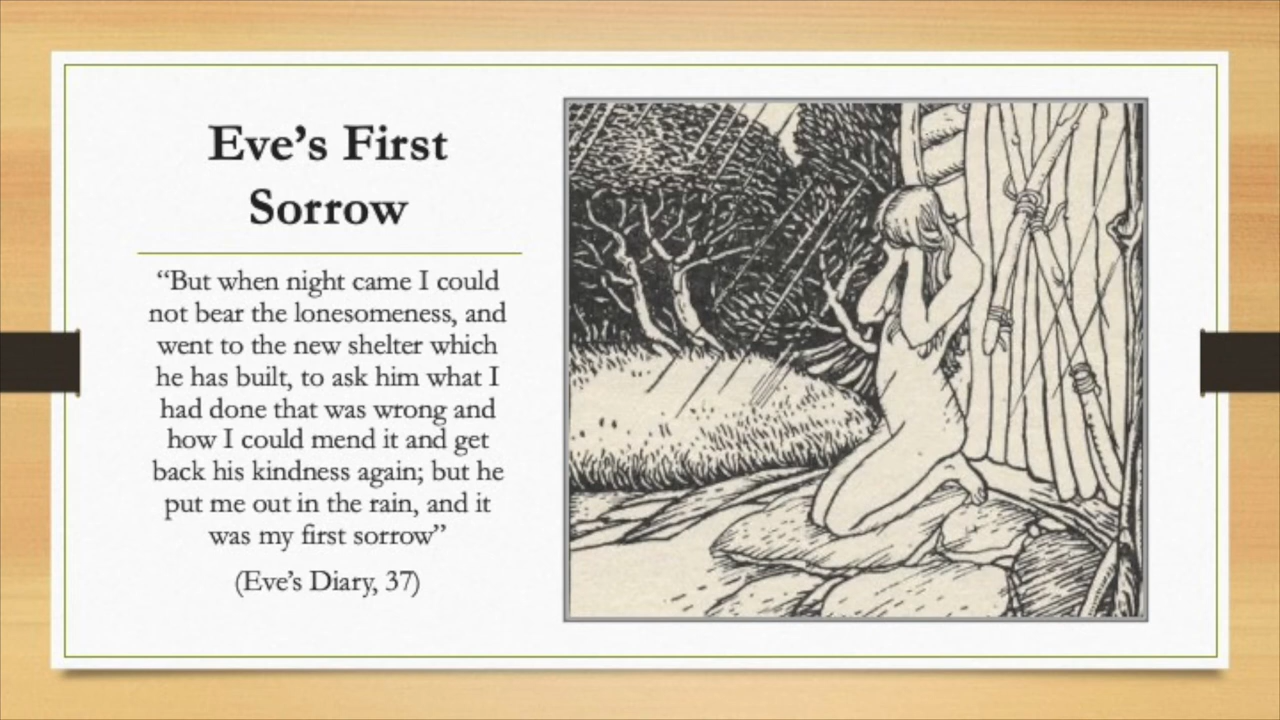 Eve’s First
Sorrow
“But when night came I could
not bear the lonesomeness, and
went to the new shelter which
he has built, to ask him what I
had done that was wrong and
how I could mend it and get
back his kindness again; but he
put me out in the rain, and it
was my first sorrow”
(Eve’s Diary, 37)